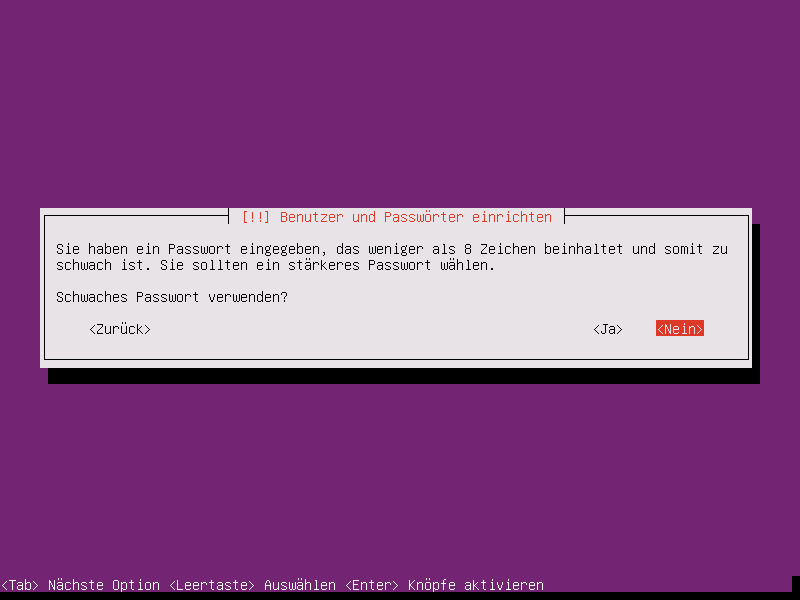 [!!] Benutzer und Passwörter einrichten
Sie haben ein Passwort eingegeben, das weniger als 8 Zeichen beinhaltet und somit zu
schwach ist. Sie sollten ein stärkeres Passwort wählen.
Schwaches Passwort verwenden?
<Zurück> <Ja> <Nein>
<Tab> Nächste Option <Leertaste> Auswählen <Enter> Knöpfe aktivieren